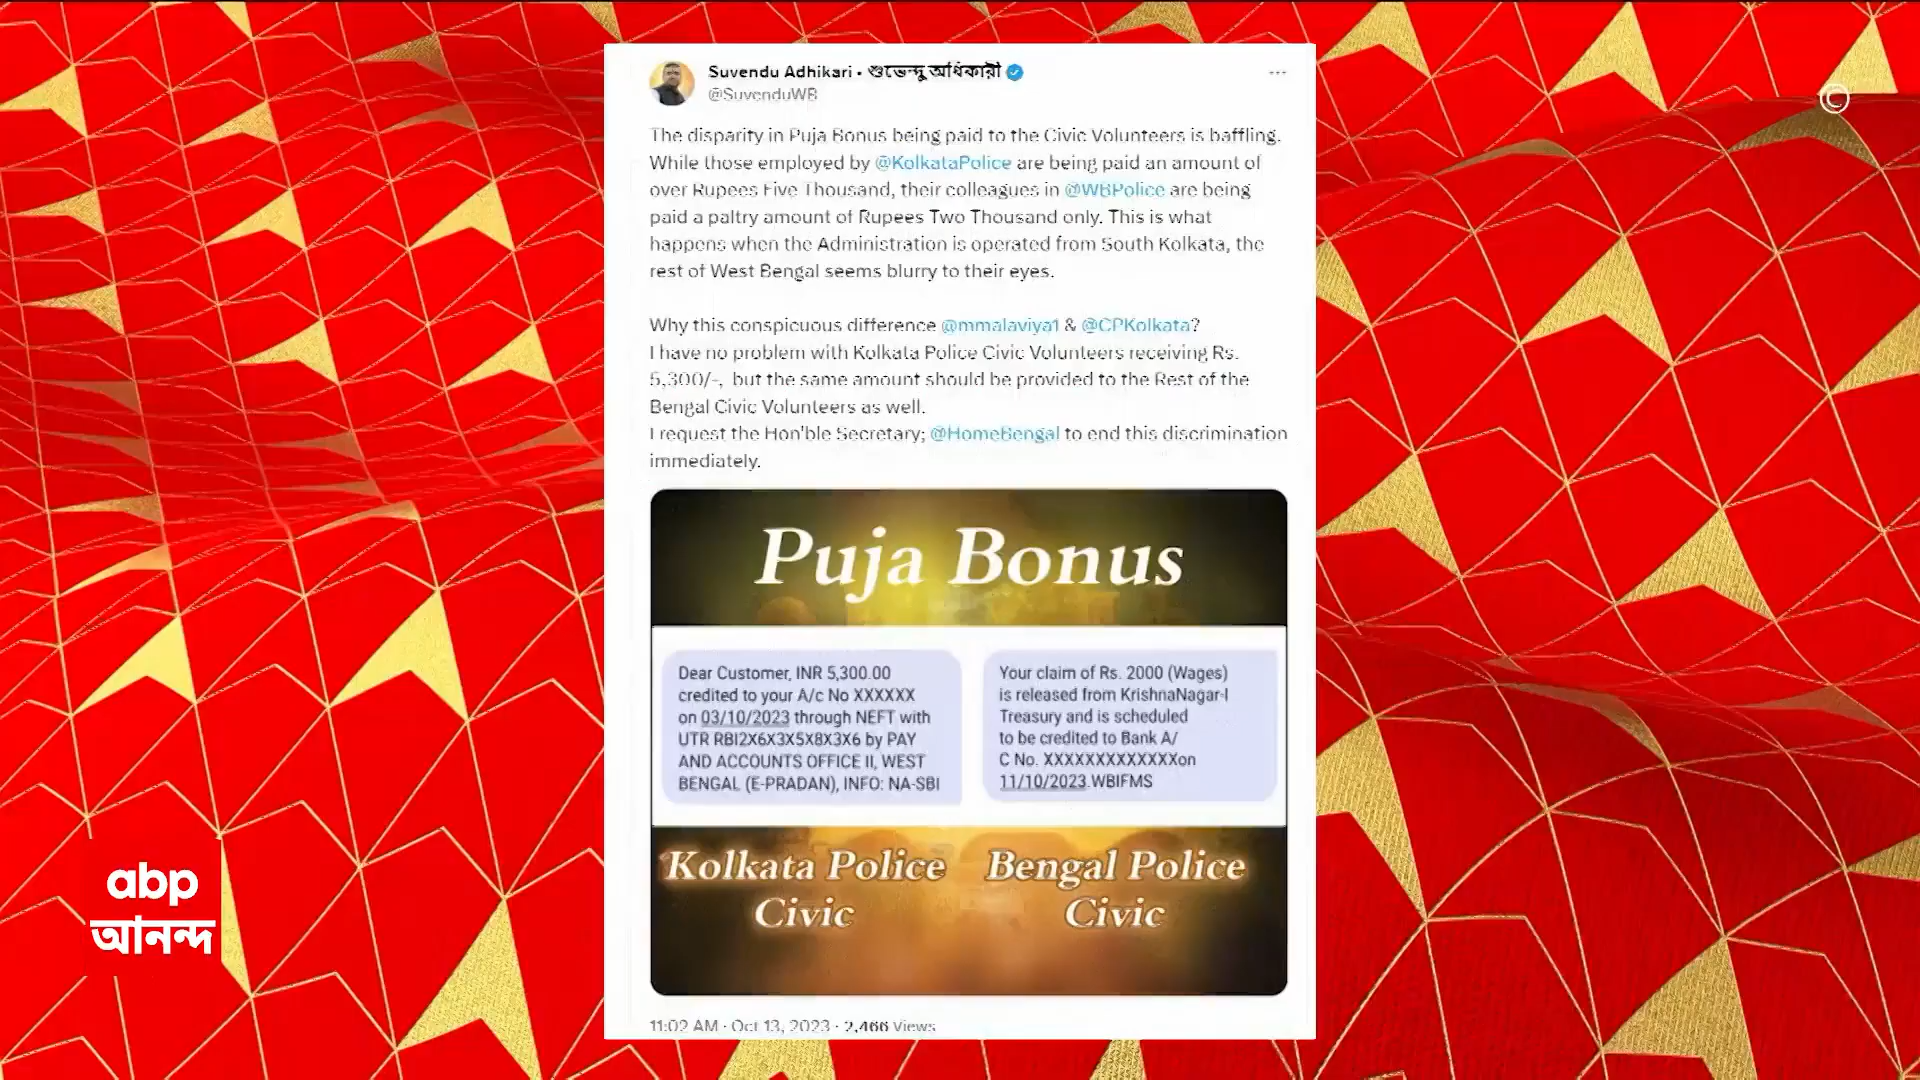 Suvendu Adhikari • শুভেন্দু অধিকারী
@SuvenduWB
The disparity in Puja Bonus being paid to the Civic Volunteers is baffling.
While those employed by @KolkataPolice are being paid an amount of
over Rupees Five Thousand, their colleagues in @WBPolice are being
paid a paltry amount of Rupees Two Thousand only. This is what
happens when the Administration is operated from South Kolkata, the
rest of West Bengal seems blurry to their eyes.
Why this conspicuous difference @mmalaviya1 & @CPKolkata?
I have no problem with Kolkata Police Civic Volunteers receiving Rs.
5,300/-, but the same amount should be provided to the Rest of the
Bengal Civic Volunteers as well.
I request the Hon'ble Secretary; @HomeBengal to end this discrimination
immediately.
Puja Bonus
Dear Customer, INR 5,300.00
credited to your A/c No XXXXXX
on 03/10/2023 through NEFT with
UTR RBI2X6X3X5X8X3X6 by PAY
AND ACCOUNTS OFFICE II, WEST
BENGAL (E-PRADAN), INFO: NA-SBI
Your claim of Rs. 2000 (Wages)
is released from KrishnaNagar-I
Treasury and is scheduled
to be credited to Bank A/
C No. XXXXXXXXXXXXXon
11/10/2023.WBIFMS
Kolkata Police
Civic
Bengal Police
Civic
11:02 AM · Oct 13, 2023 · 2,466 Views
abp
আনন্দ
©